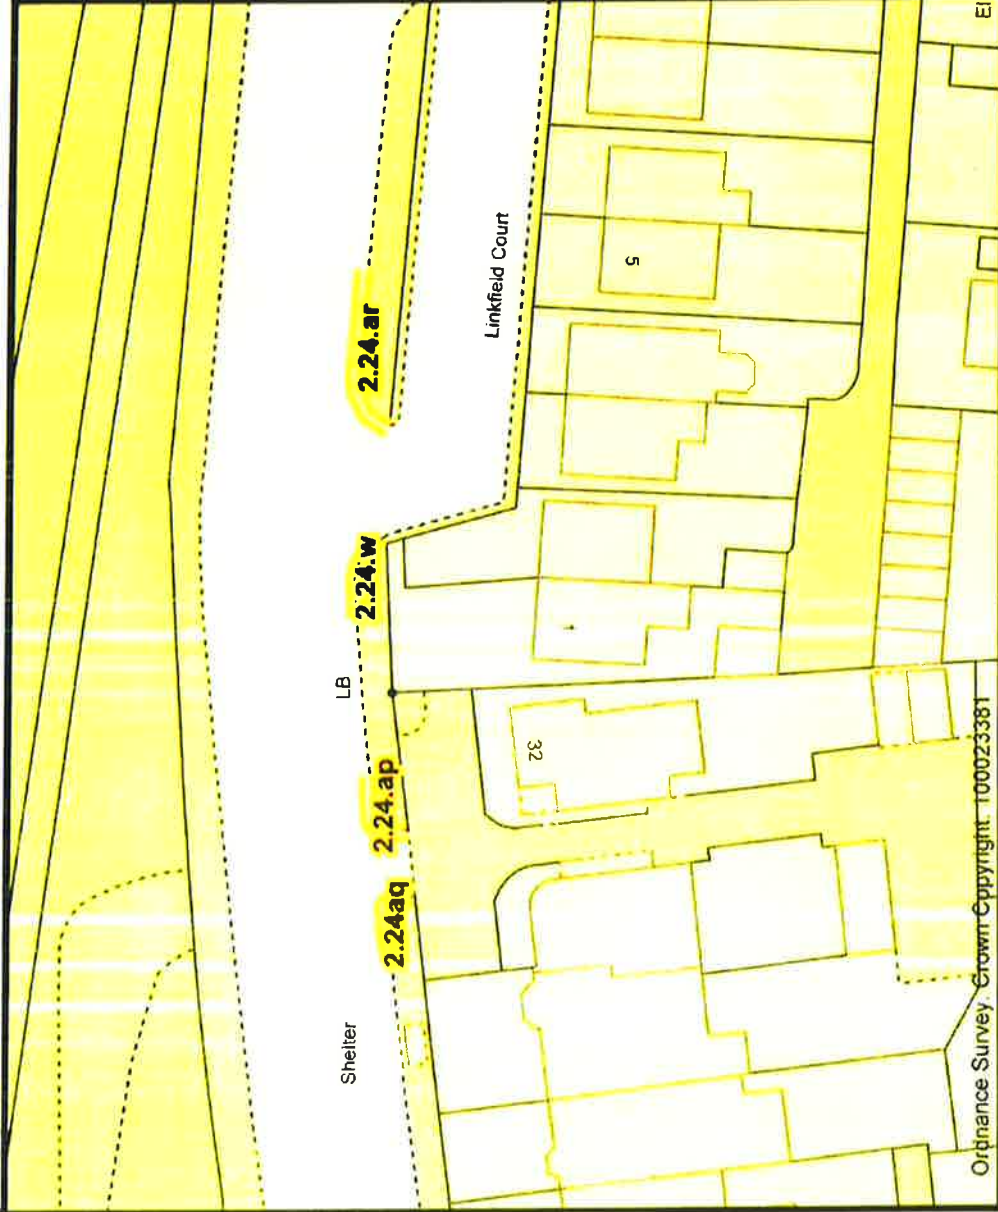 Shelter
2.24aq
2.24.ap
LB
2.24.w
2.24.ar
Linkfield Court
32
5
Ordnance Survey. Crown Copyright. 100023381
El